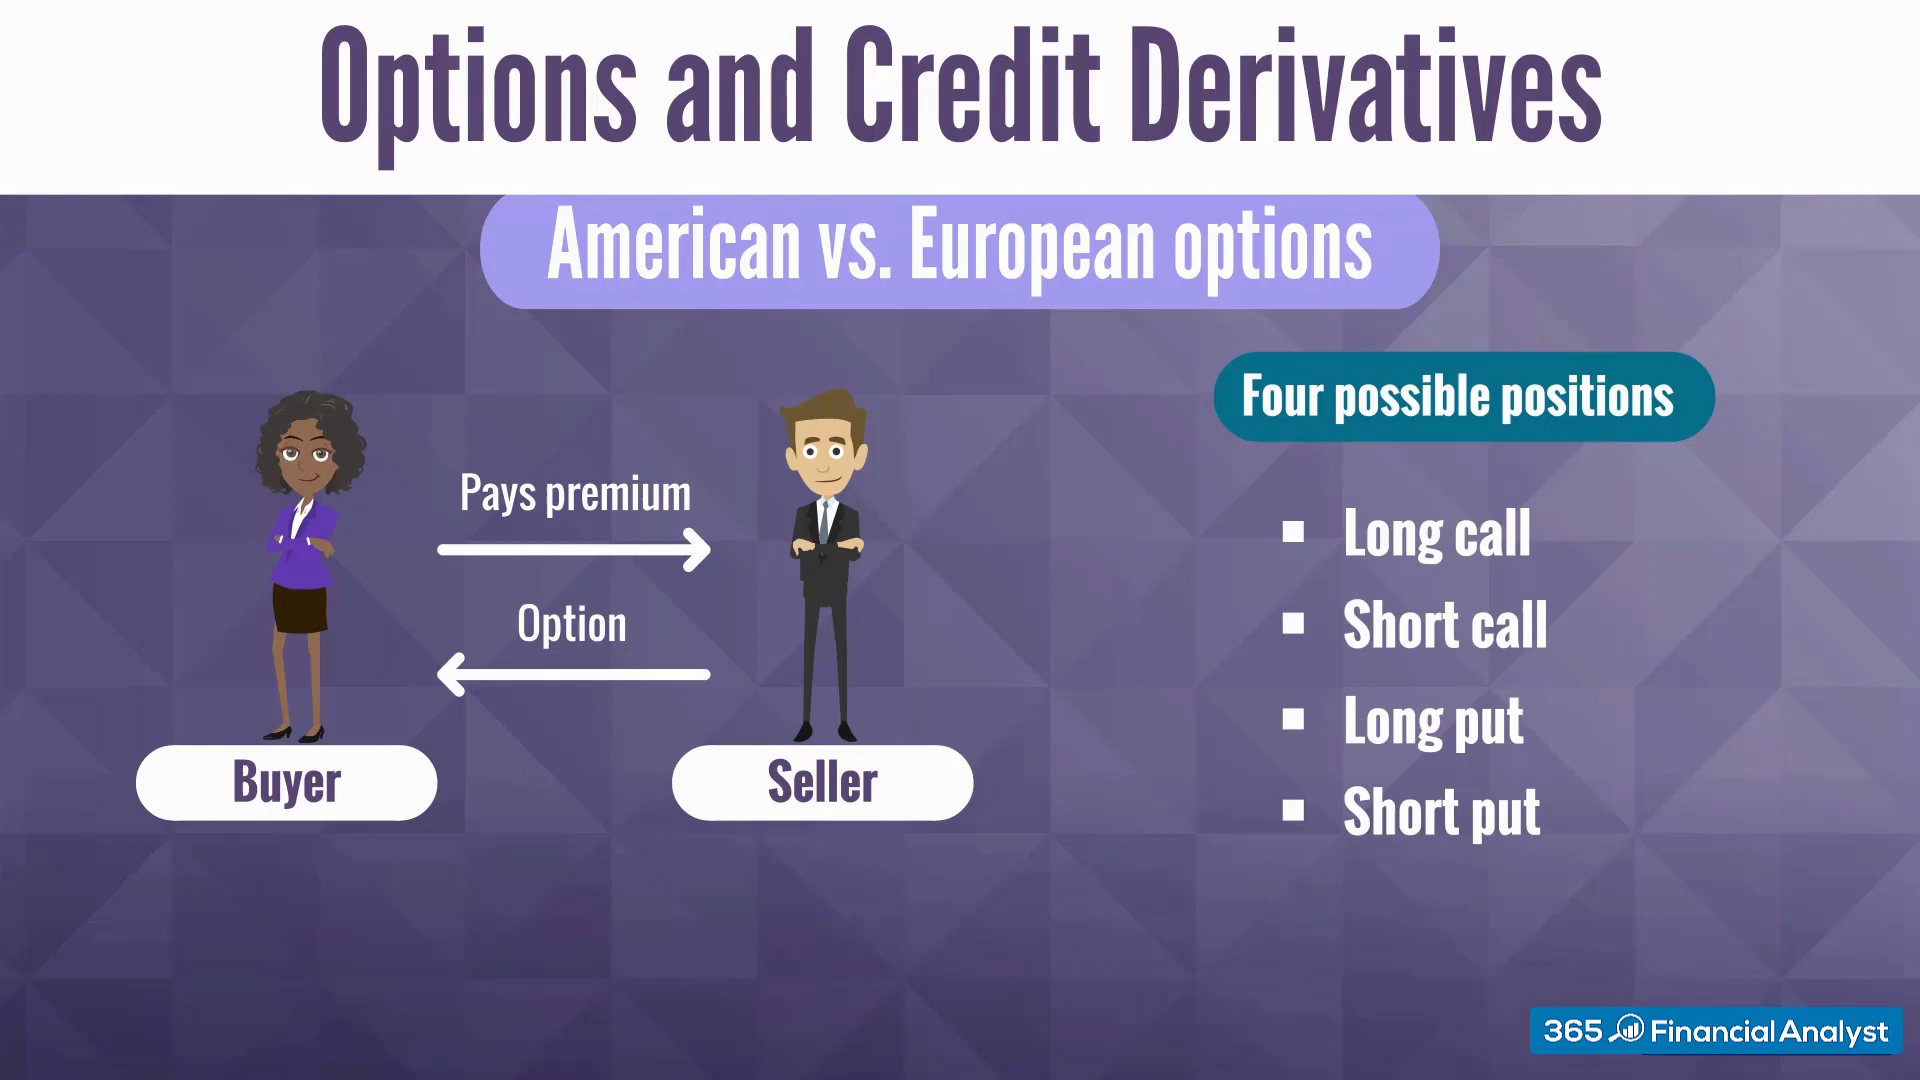 Options and Credit Derivatives
American vs. European options
Four possible positions
Pays premium
Option
Buyer
Seller
Long call
Short call
Long put
Short put
365 Financial Analyst